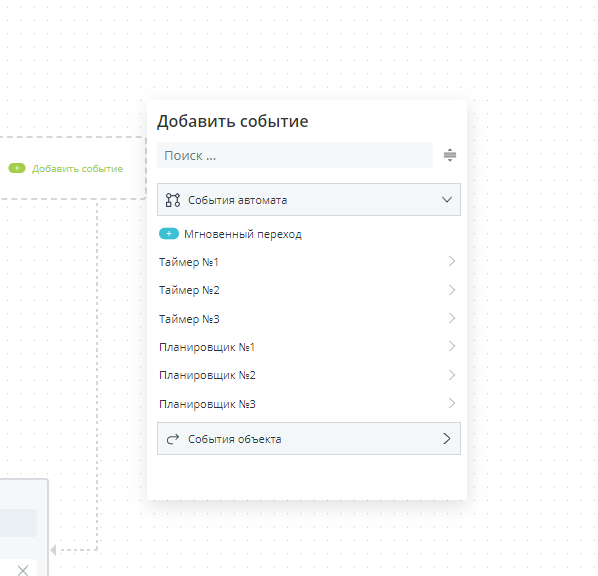 Добавить событие
Поиск ...
Добавить событие
События автомата
Мгновенный переход
Таймер №1
Таймер №2
Таймер №3
Планировщик №1
Планировщик №2
Планировщик №3
События объекта